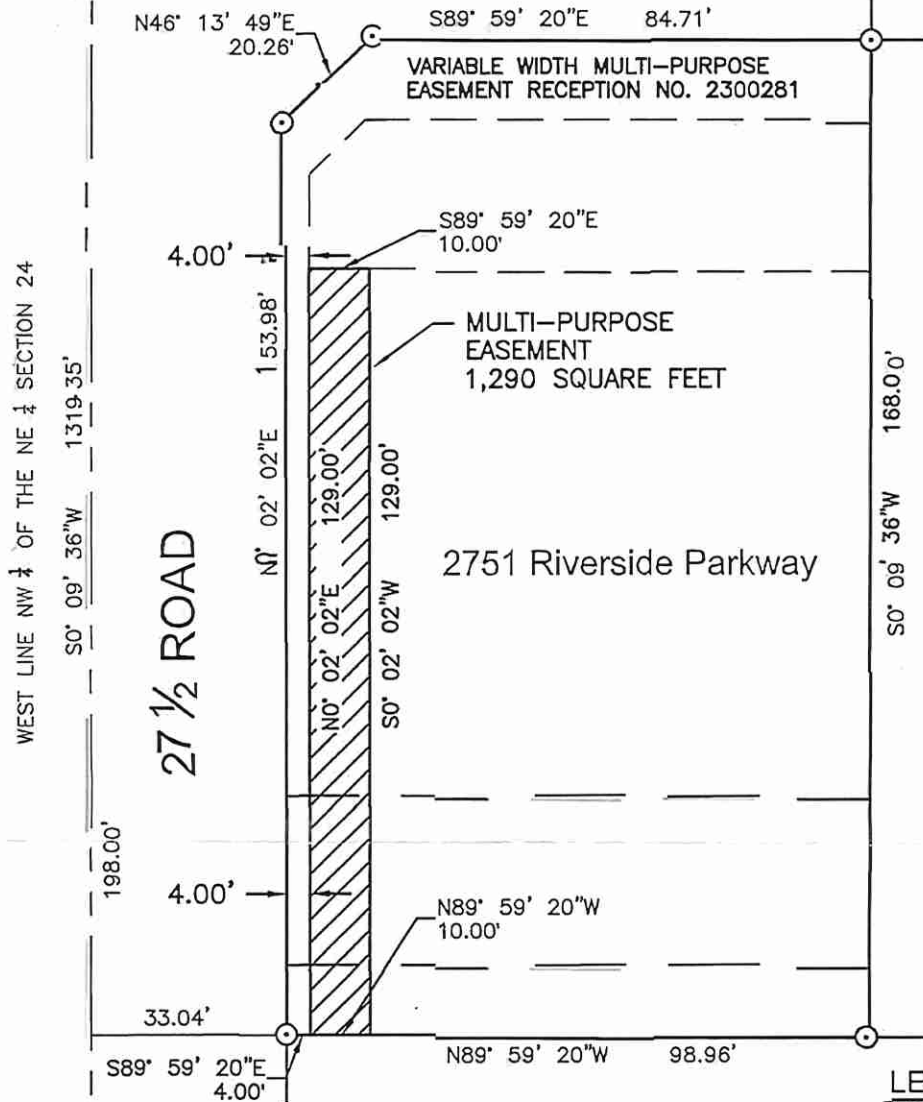 N46° 13' 49"E
20.26'
S89° 59' 20"E 84.71'
VARIABLE WIDTH MULTI-PURPOSE
EASEMENT RECEPTION NO. 2300281
S89° 59' 20"E
10.00'
4.00'
MULTI-PURPOSE
EASEMENT
1,290 SQUARE FEET
WEST LINE NW ¼ OF THE NE ¼ SECTION 24
S0° 09' 36"W 1319.35'
198.00'
27 ½ ROAD
N0° 02' 02"E 153.98'
N0° 02' 02"E 129.00'
S0° 02' 02"W 129.00'
2751 Riverside Parkway
S0° 09' 36"W 168.00'
4.00'
N89° 59' 20"W
10.00'
33.04'
S89° 59' 20"E
4.00'
N89° 59' 20"W 98.96'
LE